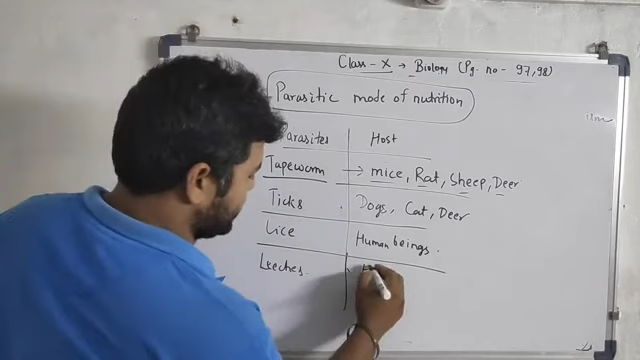 Class-X → Biology (Pg. no - 97,98)
Parasitic mode of nutrition
Parasites Host
Tapeworm → mice, Rat, Sheep, Deer
Ticks Dogs, Cat, Deer
Lice Human beings.
Leeches